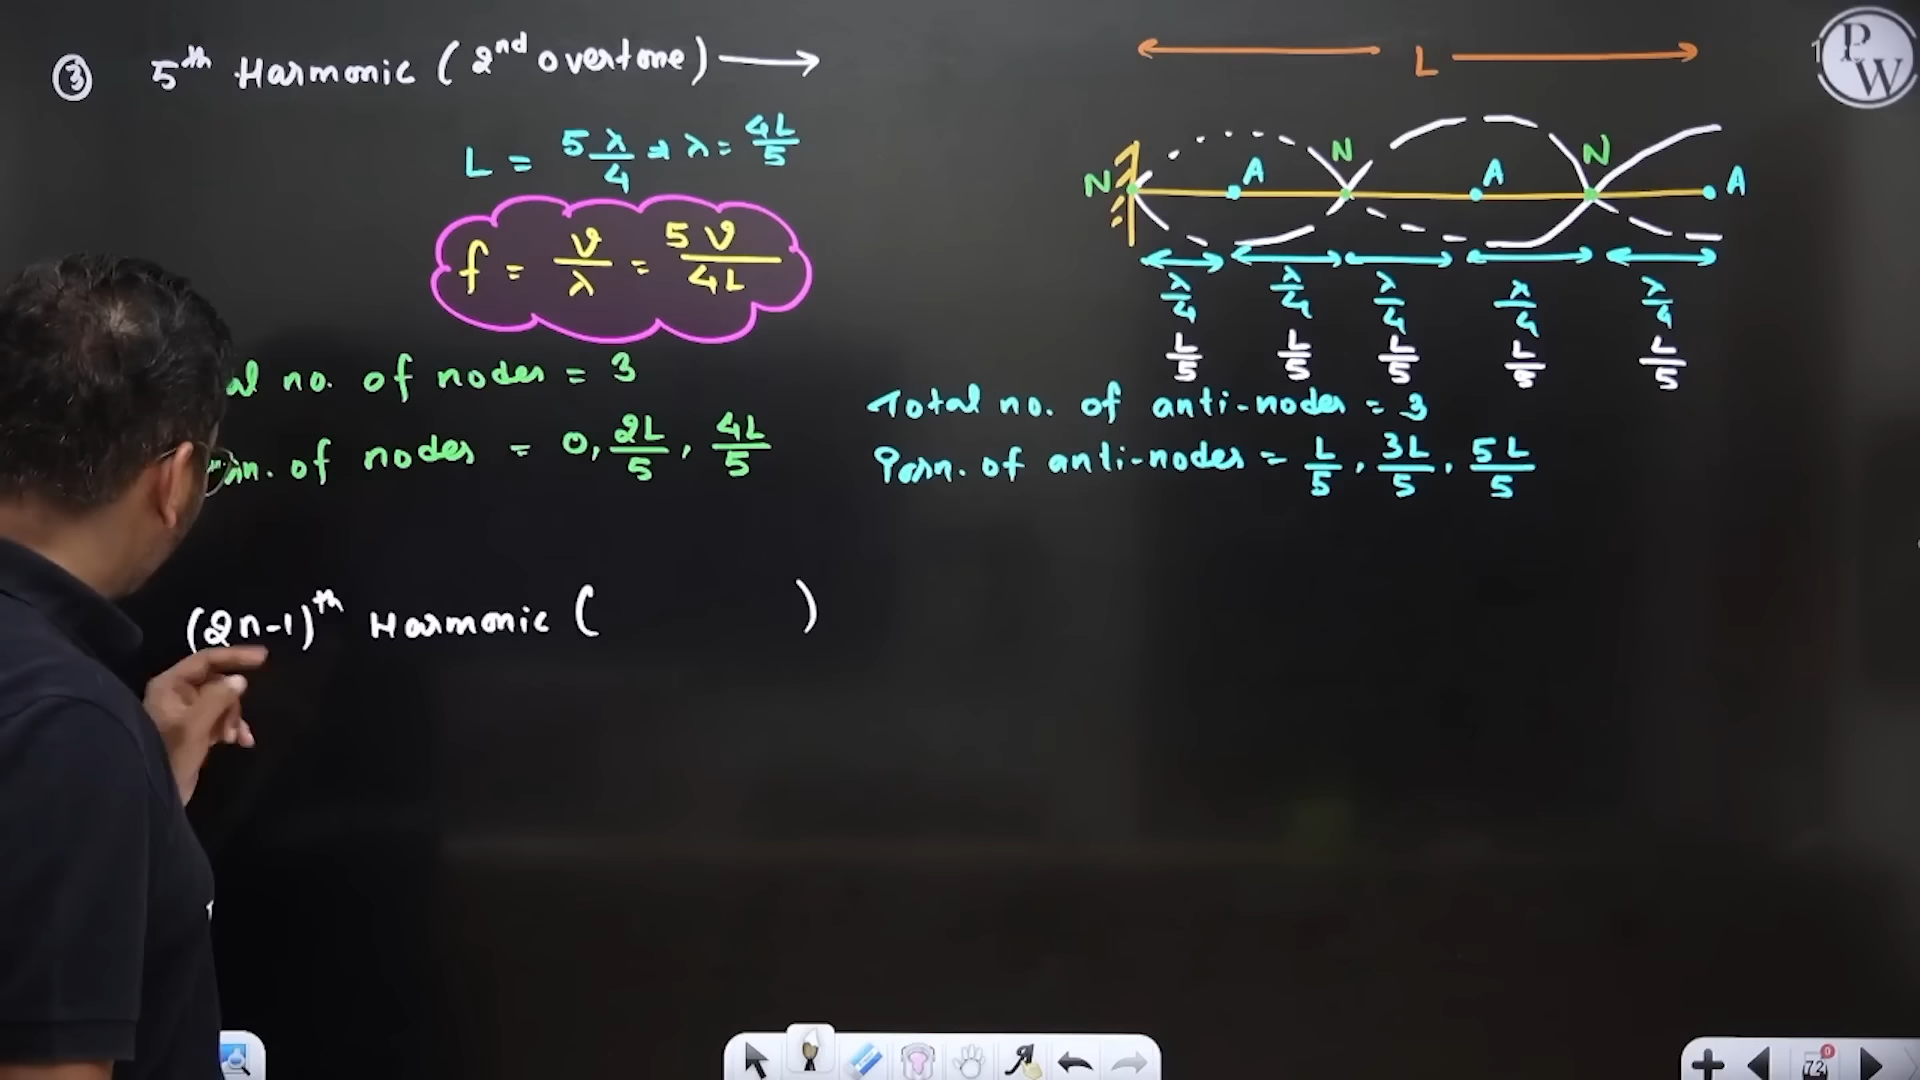 ③ 5th Harmonic (2nd overtone) ⟶
L = 5λ/4 ⇒ λ = 4L/5
f = v/λ = 5v/4L
L
N A N A N A
λ/4 λ/4 λ/4 λ/4 λ/4
L/5 L/5 L/5 L/5 L/5
al no. of nodes = 3
n. of nodes = 0, 2L/5, 4L/5
Total no. of anti-nodes = 3
Posn. of anti-nodes = L/5, 3L/5, 5L/5
(2n-1)th Harmonic ( )
PW
72